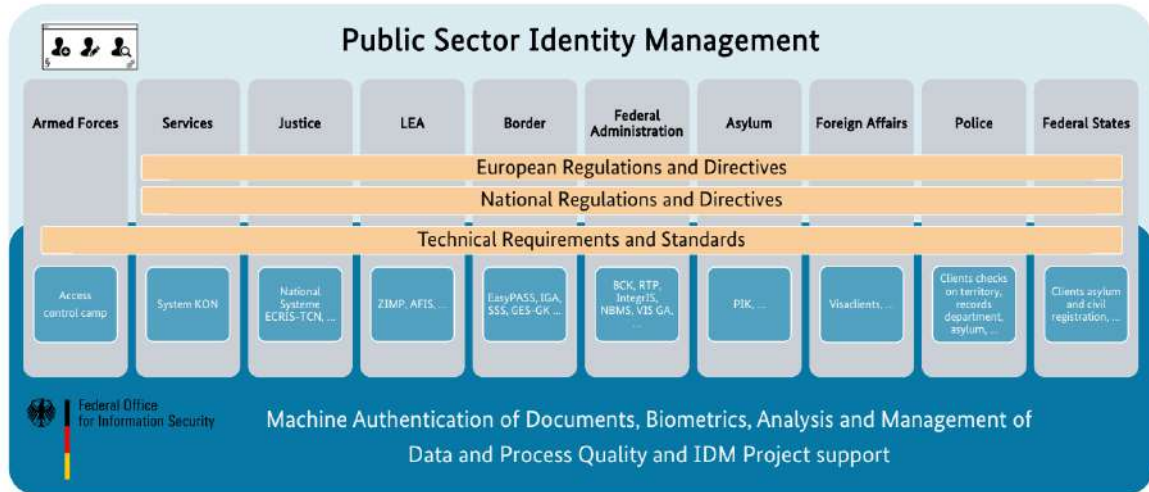 Public Sector Identity Management
Armed Forces
Services
Justice
LEA
Border
Federal
Administration
Asylum
Foreign Affairs
Police
Federal States
European Regulations and Directives
National Regulations and Directives
Technical Requirements and Standards
Access
control camp
System KON
National
Systeme
ECRIS-TCN, ...
ZIMP, AFIS, ...
EasyPASS, IGA,
SSS, GES-GK ...
BCK, RTP,
IntegrIS,
NBMS, VIS GA,
...
PIK, ...
Visaclients, ...
Clients checks
on territory,
records
department,
asylum, ...
Clients asylum
and civil
registration, ...
Federal Office
for Information Security
Machine Authentication of Documents, Biometrics, Analysis and Management of
Data and Process Quality and IDM Project support